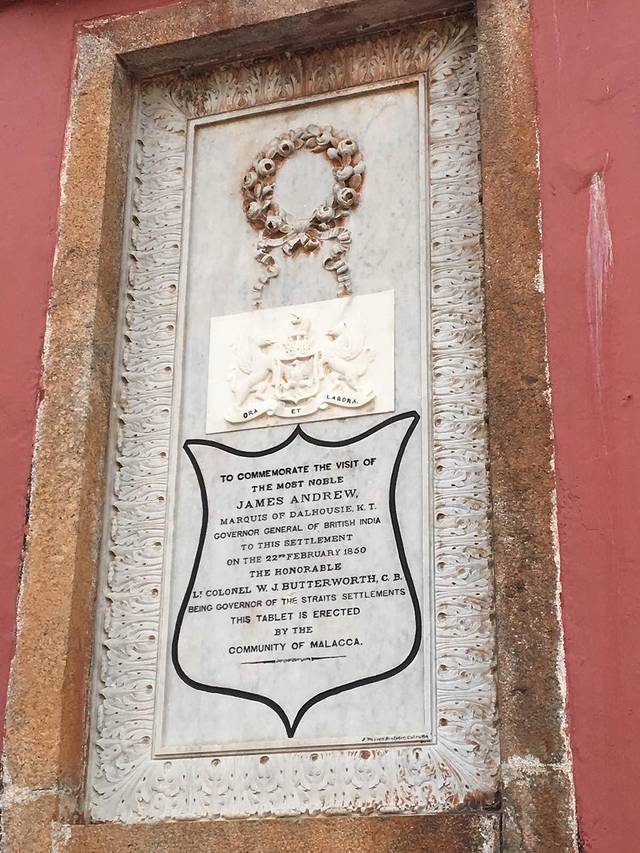 ORA ET LABORA.
TO COMMEMORATE THE VISIT OF
THE MOST NOBLE
JAMES ANDREW,
MARQUIS OF DALHOUSIE, K.T.
GOVERNOR GENERAL OF BRITISH INDIA
TO THIS SETTLEMENT
ON THE 22ND FEBRUARY 1850
THE HONORABLE
LT COLONEL W. J. BUTTERWORTH, C. B.
BEING GOVERNOR OF THE STRAITS SETTLEMENTS
THIS TABLET IS ERECTED
BY THE
COMMUNITY OF MALACCA.